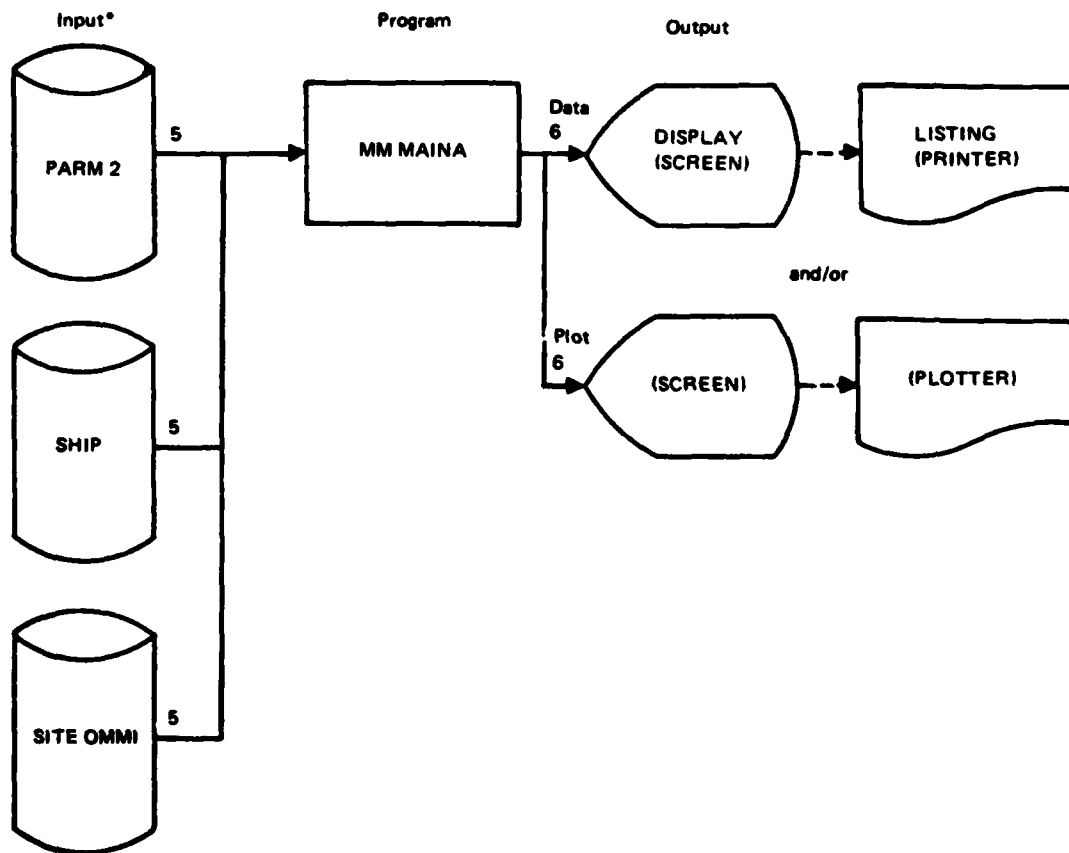 Input*
Program
Output
PARM 2
5
MM MAINA
Data
6
DISPLAY
(SCREEN)
LISTING
(PRINTER)
and/or
SHIP
5
Plot
6
(SCREEN)
(PLOTTER)
SITE OMMI
5